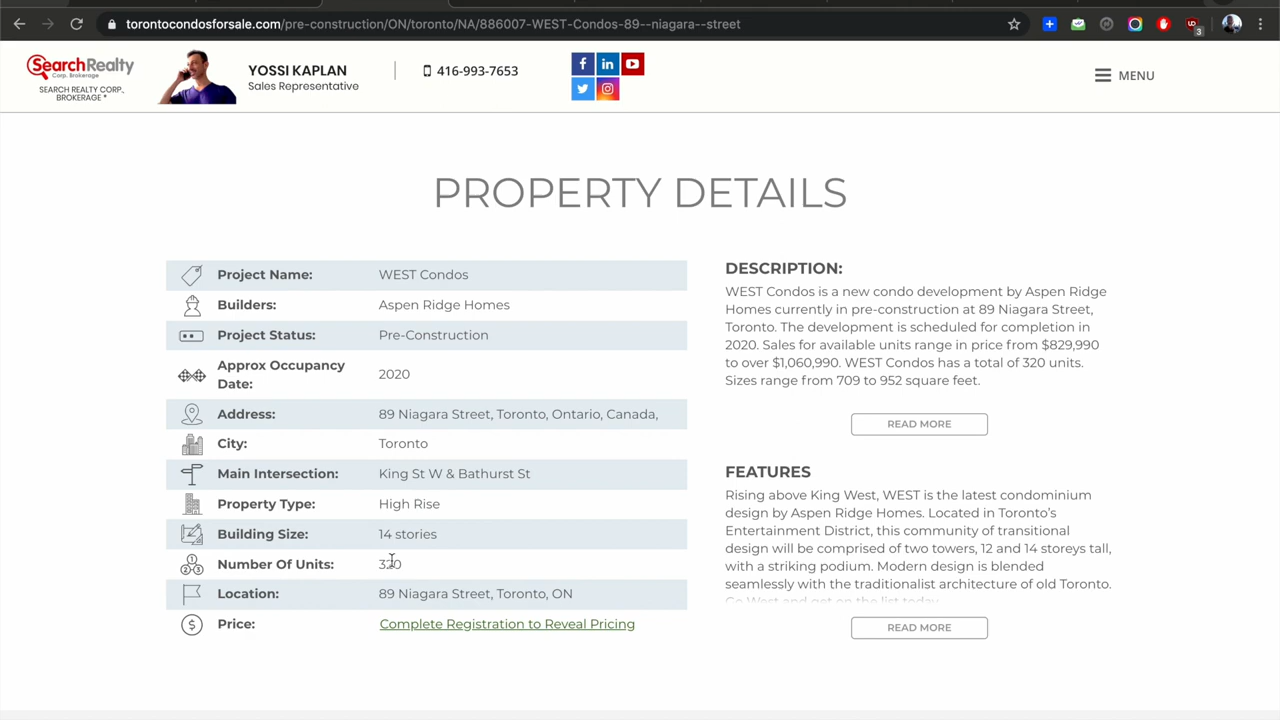 torontocondosforsale.com/pre-construction/ON/toronto/NA/886007-WEST-Condos-89--niagara--street
3
SearchRealty
Corp. Brokerage
SEARCH REALTY CORP.,
BROKERAGE *
YOSSI KAPLAN
Sales Representative
416-993-7653
MENU
PROPERTY DETAILS
Project Name: WEST Condos
Builders: Aspen Ridge Homes
Project Status: Pre-Construction
Approx Occupancy
Date: 2020
Address: 89 Niagara Street, Toronto, Ontario, Canada,
City: Toronto
Main Intersection: King St W & Bathurst St
Property Type: High Rise
Building Size: 14 stories
Number Of Units: 320
Location: 89 Niagara Street, Toronto, ON
Price: Complete Registration to Reveal Pricing
DESCRIPTION:
WEST Condos is a new condo development by Aspen Ridge
Homes currently in pre-construction at 89 Niagara Street,
Toronto. The development is scheduled for completion in
2020. Sales for available units range in price from $829,990
to over $1,060,990. WEST Condos has a total of 320 units.
Sizes range from 709 to 952 square feet.
READ MORE
FEATURES
Rising above King West, WEST is the latest condominium
design by Aspen Ridge Homes. Located in Toronto's
Entertainment District, this community of transitional
design will be comprised of two towers, 12 and 14 storeys tall,
with a striking podium. Modern design is blended
seamlessly with the traditionalist architecture of old Toronto.
Go West and get on the list today.
READ MORE